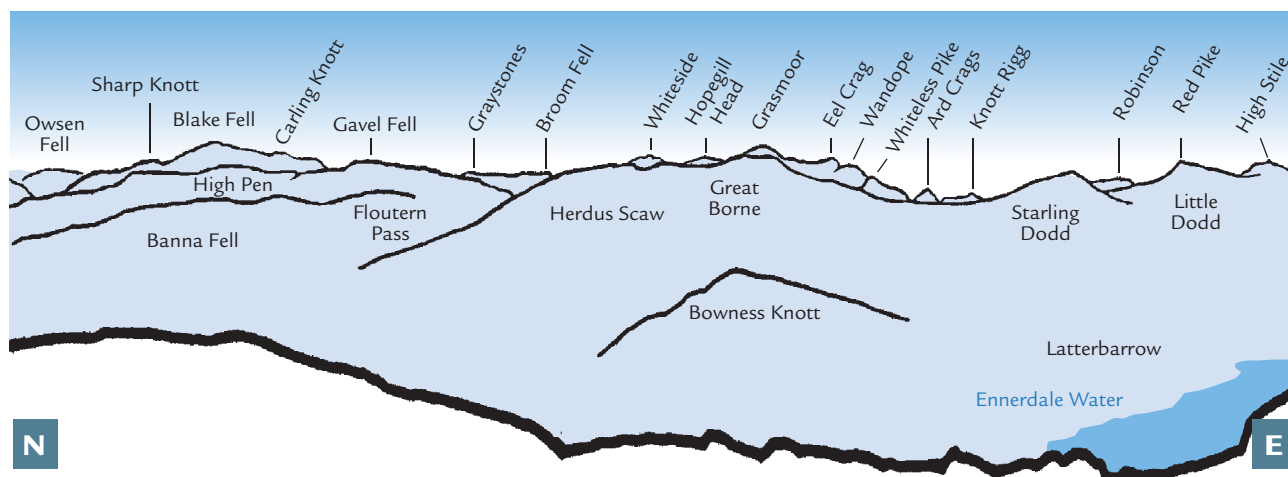 Sharp Knott
Owsen
Fell
Blake Fell
Carling Knott
Gavel Fell
Graystones
Broom Fell
Whiteside
Hopegill
Head
Grasmoor
Eel Crag
Wandope
Whiteless Pike
Ard Crags
Knott Rigg
Robinson
Red Pike
High Stile
High Pen
Banna Fell
Floutern
Pass
Herdus Scaw
Great
Borne
Starling
Dodd
Little
Dodd
Bowness Knott
Latterbarrow
Ennerdale Water
N
E